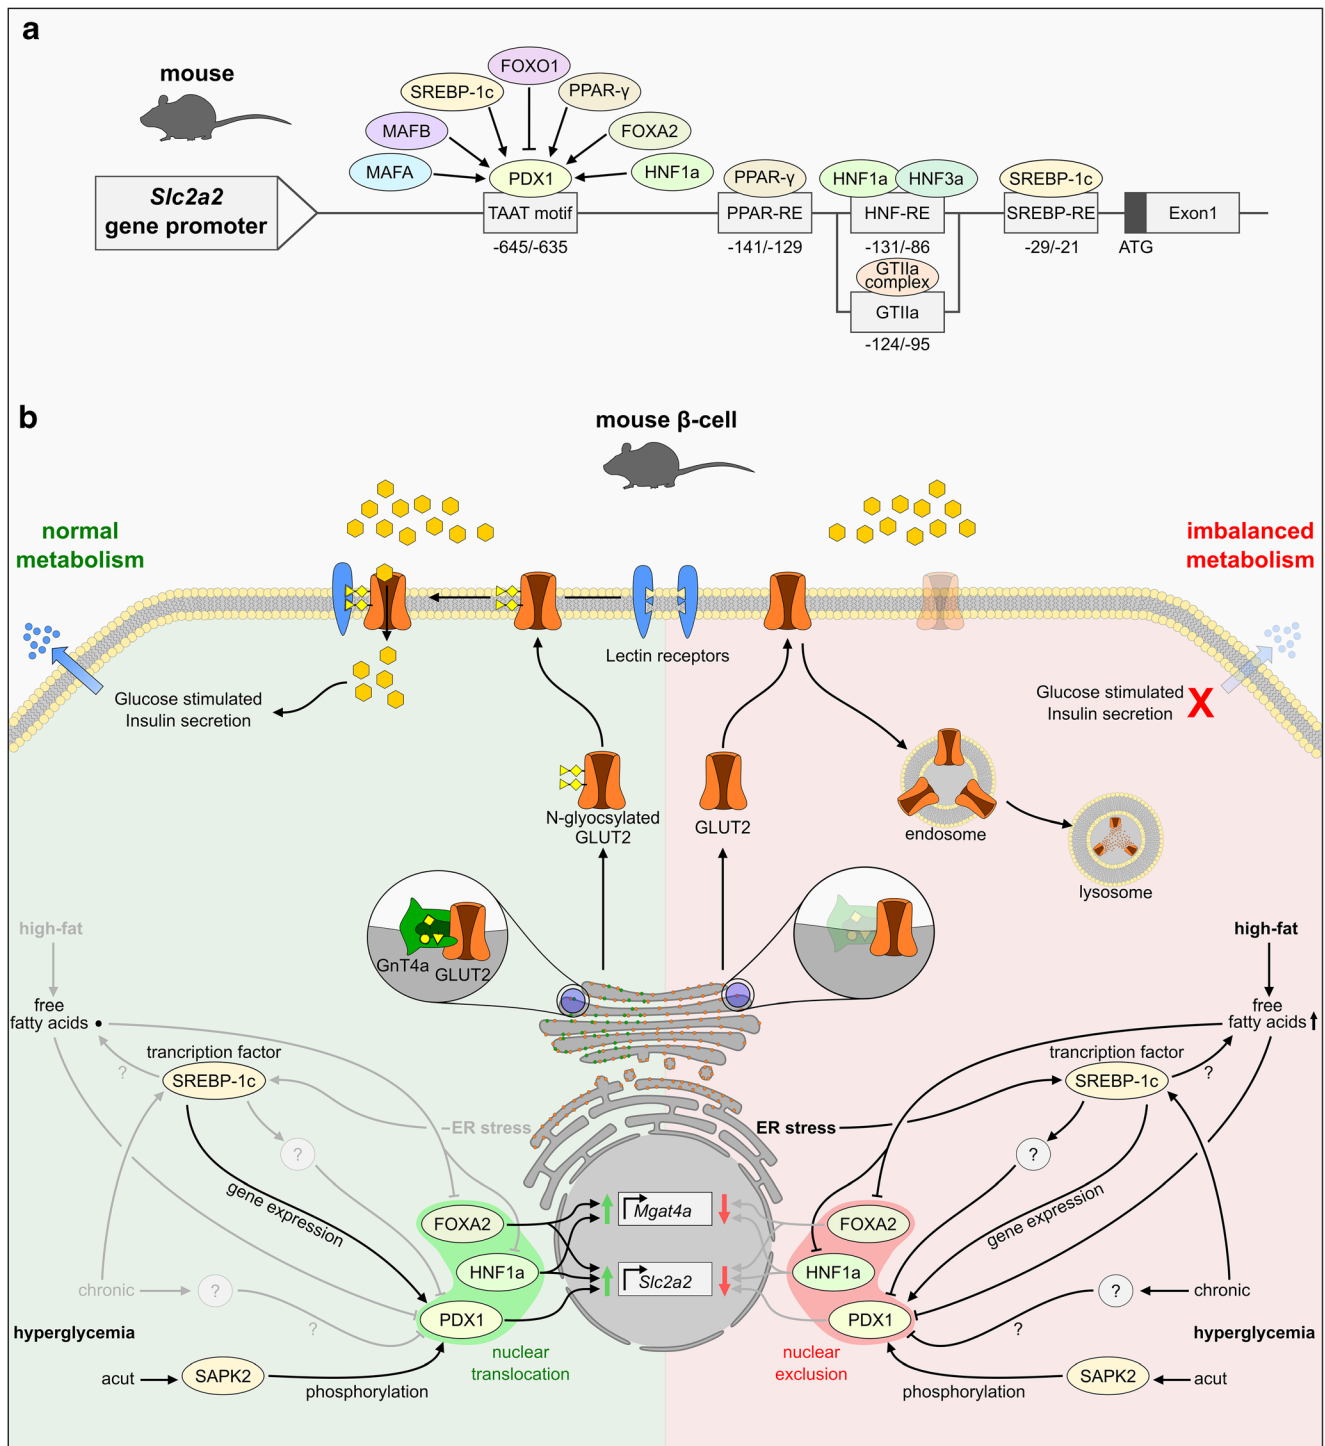 a
mouse
FOXO1
SREBP-1c
PPAR-γ
MAFB
FOXA2
MAFA
PDX1
HNF1a
PPAR-γ
HNF1a
HNF3a
SREBP-1c
Slc2a2
gene promoter
TAAT motif
PPAR-RE
HNF-RE
SREBP-RE
Exon1
-645/-635
-141/-129
-131/-86
-29/-21
ATG
GTIIa
complex
GTIIa
-124/-95
b
mouse β-cell
normal
metabolism
imbalanced
metabolism
Lectin receptors
Glucose stimulated
Insulin secretion
Glucose stimulated
Insulin secretion
X
N-glyocsylated
GLUT2
GLUT2
endosome
lysosome
GnT4a
GLUT2
high-fat
free
fatty acids
trancription factor
SREBP-1c
?
?
ER stress
gene expression
FOXA2
HNF1a
PDX1
chronic
?
?
hyperglycemia
acut
SAPK2
phosphorylation
nuclear
translocation
Mgat4a
Slc2a2
high-fat
free
fatty acids
trancription factor
SREBP-1c
?
ER stress
?
gene expression
FOXA2
HNF1a
PDX1
chronic
?
?
hyperglycemia
nuclear
exclusion
acut
SAPK2
phosphorylation